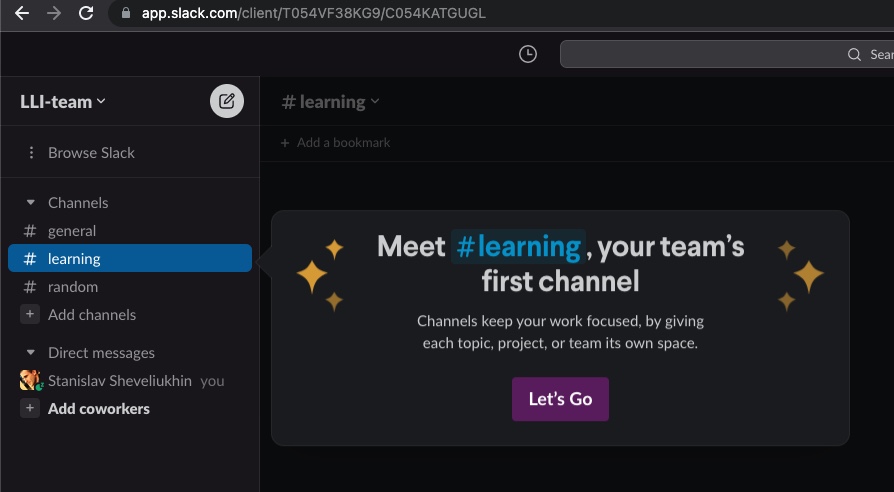 app.slack.com/client/T054VF38KG9/C054KATGUGL
Sear
LLI-team
# learning
+ Add a bookmark
Browse Slack
Channels
# general
# learning
# random
+ Add channels
Direct messages
Stanislav Sheveliukhin you
+ Add coworkers
Meet # learning, your team's
first channel
Channels keep your work focused, by giving
each topic, project, or team its own space.
Let's Go